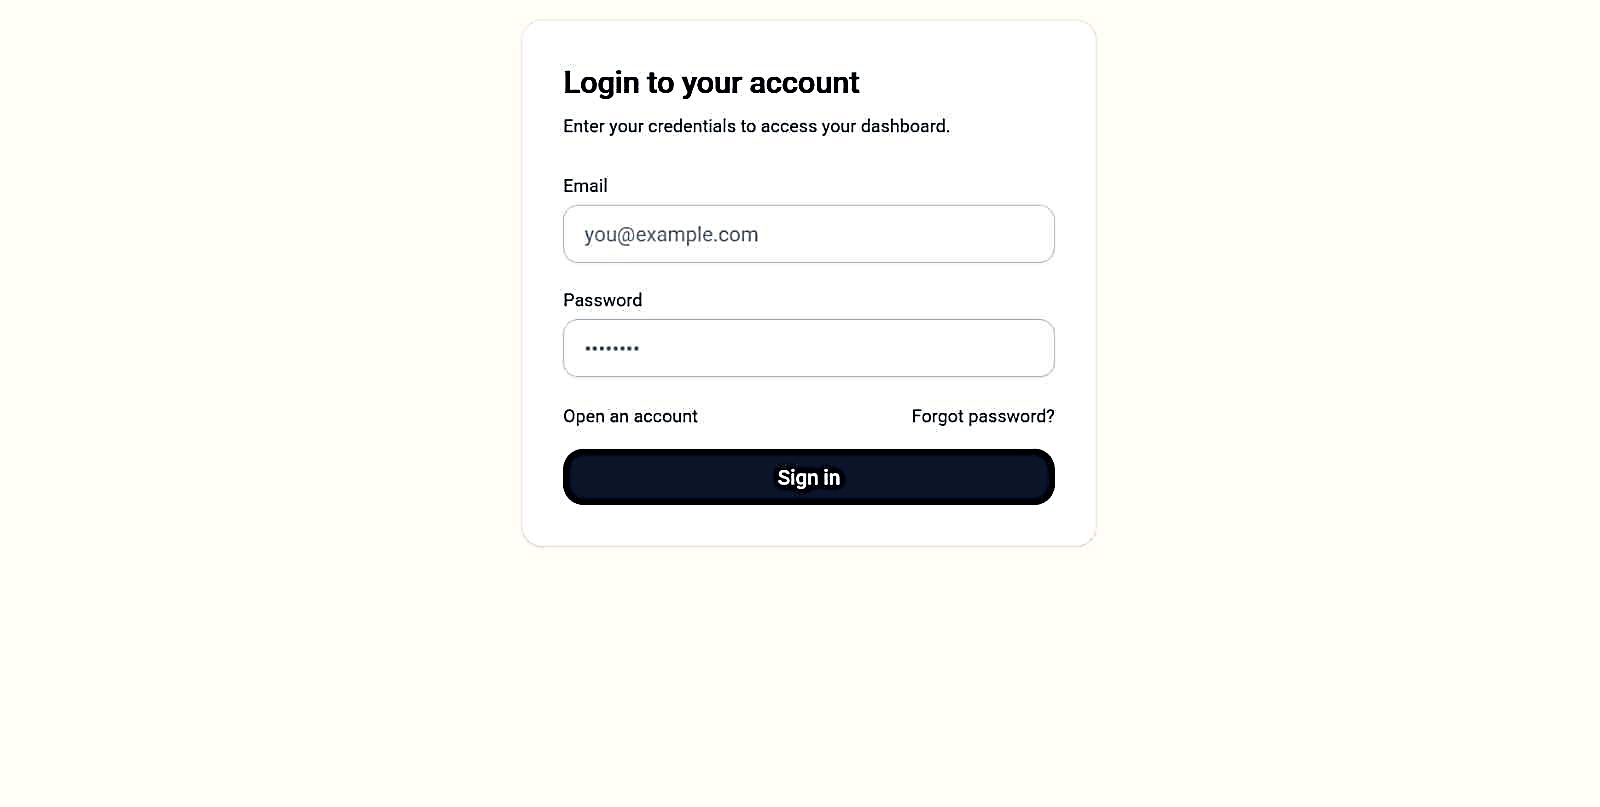 Login to your account
Enter your credentials to access your dashboard.
Email
you@example.com
Password
••••••••
Open an account
Forgot password?
Sign in